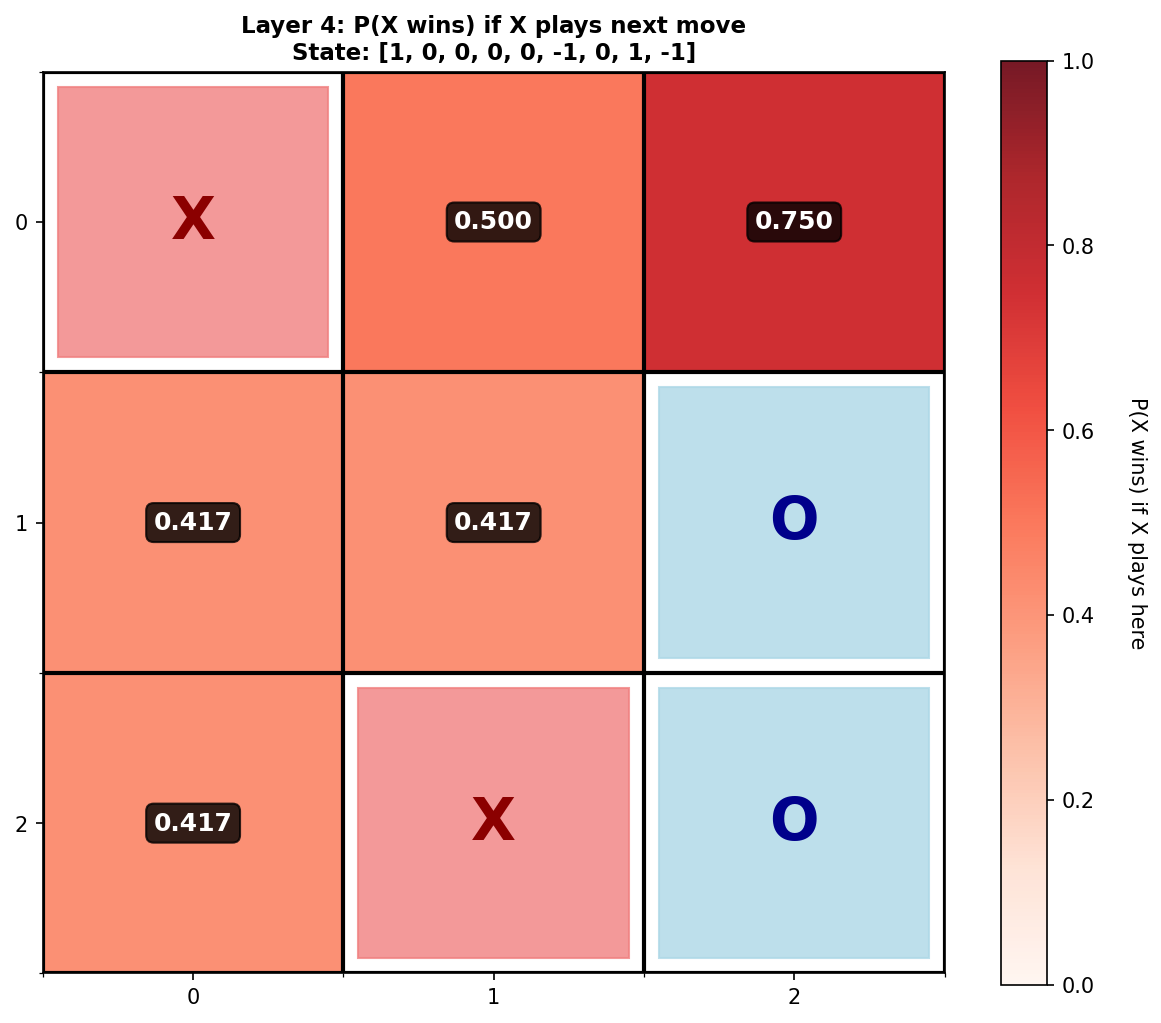 Layer 4: P(X wins) if X plays next move
State: [1, 0, 0, 0, 0, -1, 0, 1, -1]
X 0.500 0.750
0.417 0.417 O
0.417 X O
0
1
2
0 1 2
1.0
0.8
0.6
0.4
0.2
0.0
P(X wins) if X plays here